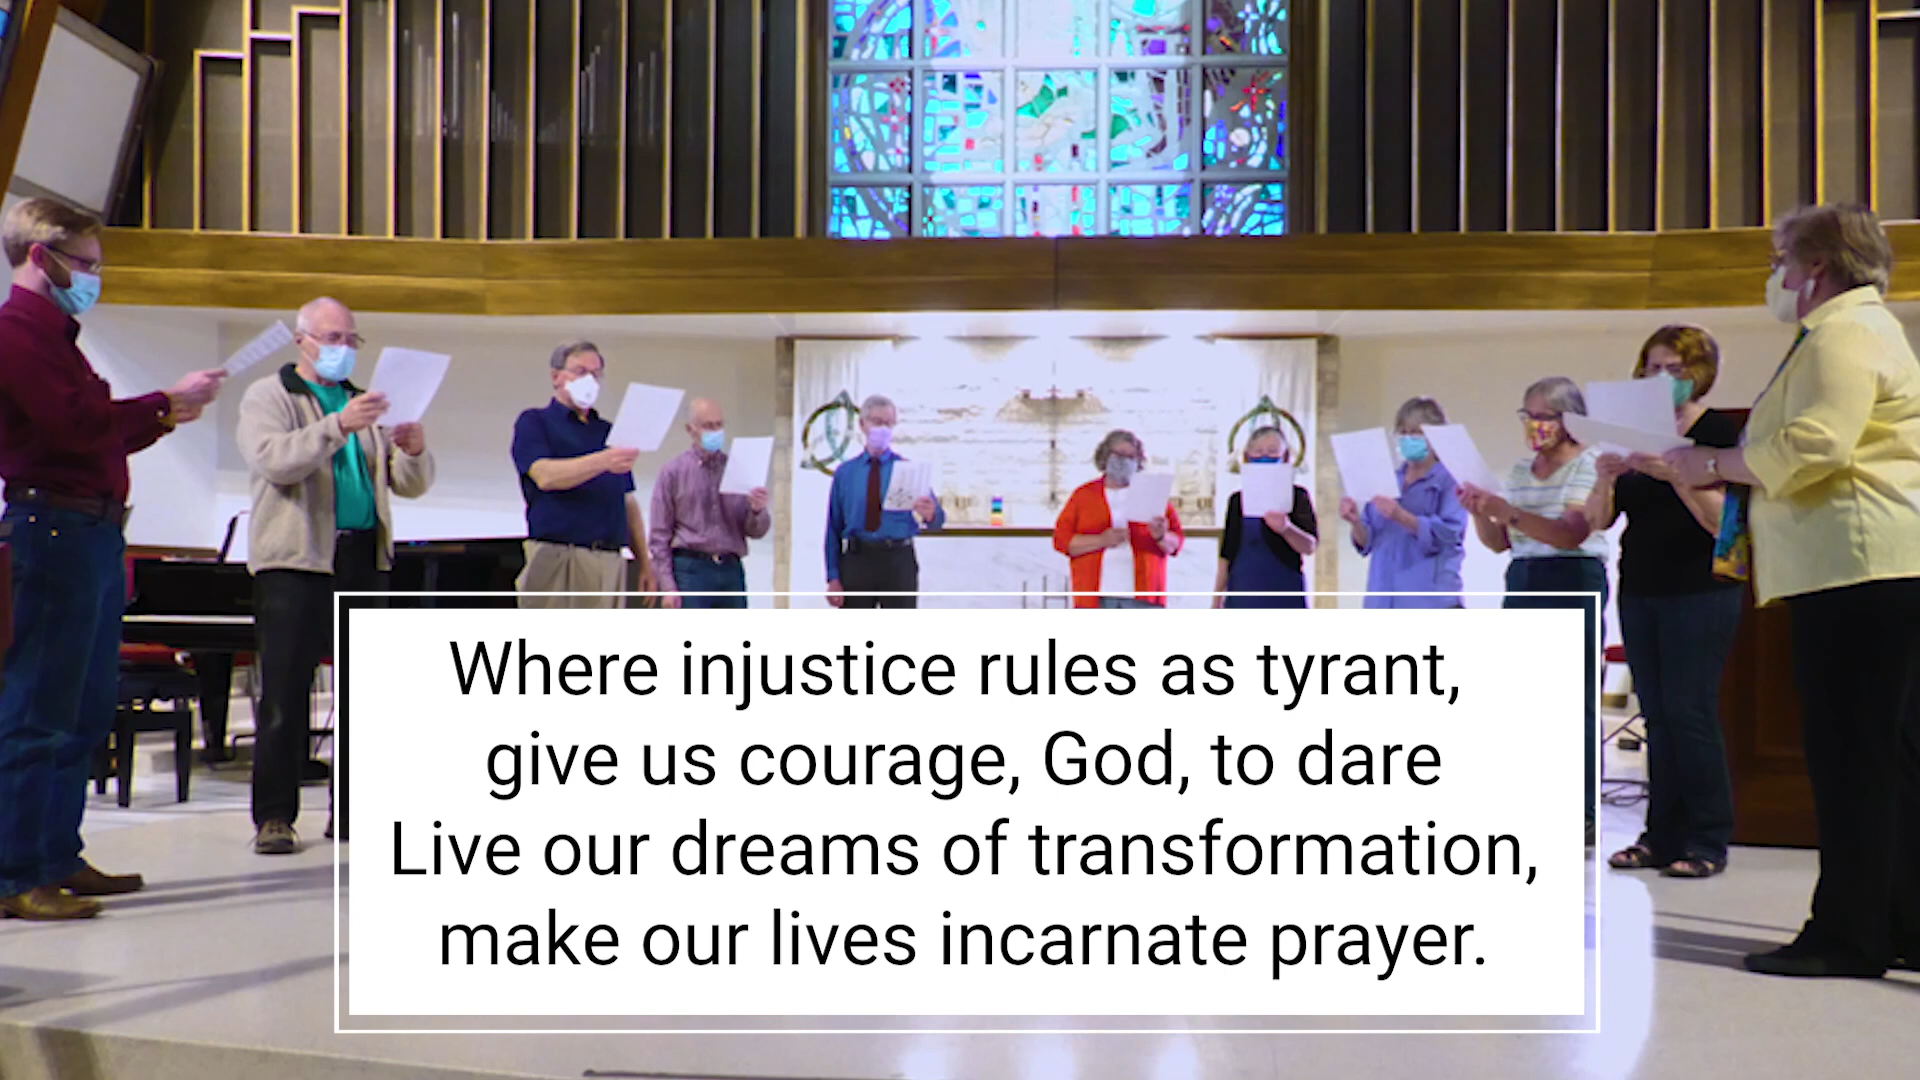 Where injustice rules as tyrant,
give us courage, God, to dare
Live our dreams of transformation,
make our lives incarnate prayer.